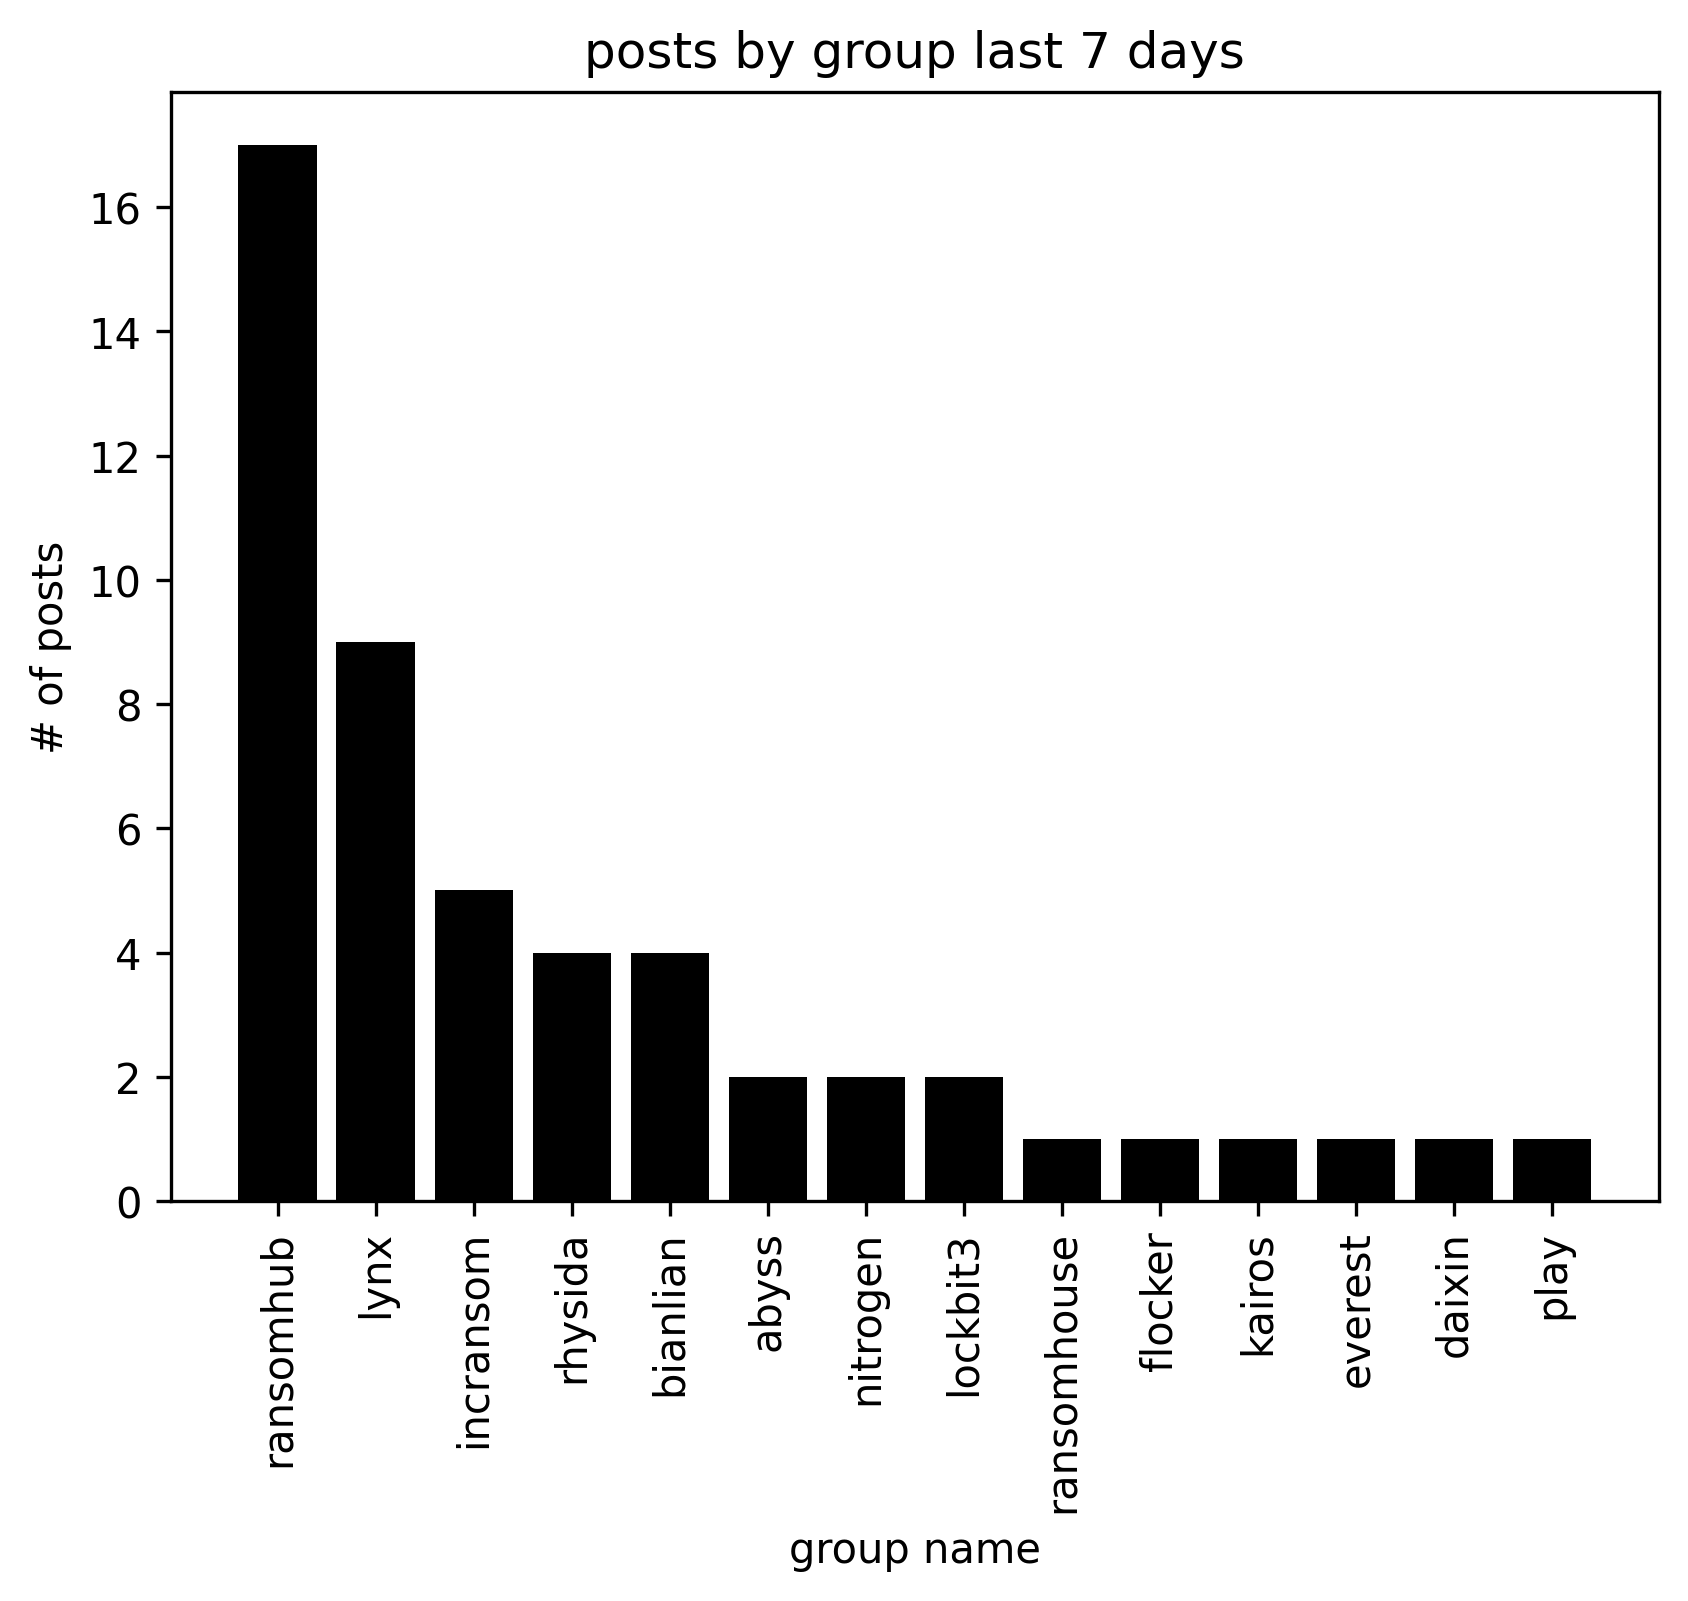 posts by group last 7 days
# of posts
16
14
12
10
8
6
4
2
0
ransomhub
lynx
incransom
rhysida
bianlian
abyss
nitrogen
lockbit3
ransomhouse
flocker
kairos
everest
daixin
play
group name